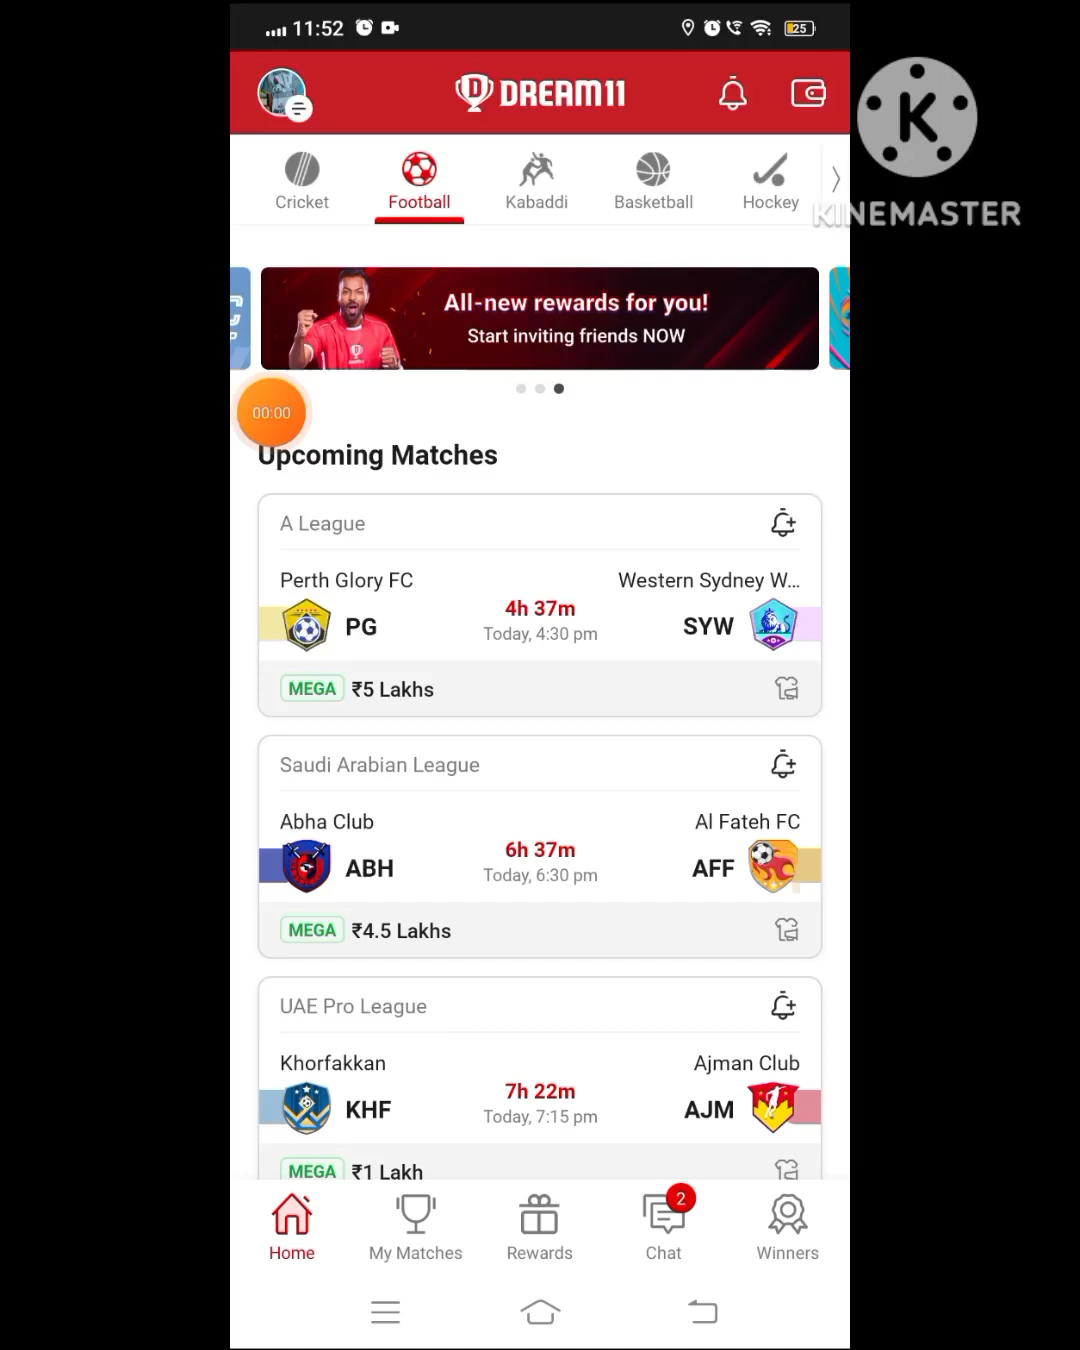 11:52
25
DREAM11
K
KINEMASTER
Cricket
Football
Kabaddi
Basketball
Hockey
All-new rewards for you!
Start inviting friends NOW
00:00
Upcoming Matches
A League
Perth Glory FC
Western Sydney W...
4h 37m
PG
SYW
Today, 4:30 pm
MEGA ₹5 Lakhs
Saudi Arabian League
Abha Club
Al Fateh FC
6h 37m
ABH
AFF
Today, 6:30 pm
MEGA ₹4.5 Lakhs
UAE Pro League
Khorfakkan
Ajman Club
7h 22m
KHF
AJM
Today, 7:15 pm
MEGA ₹1 Lakh
2
Home
My Matches
Rewards
Chat
Winners